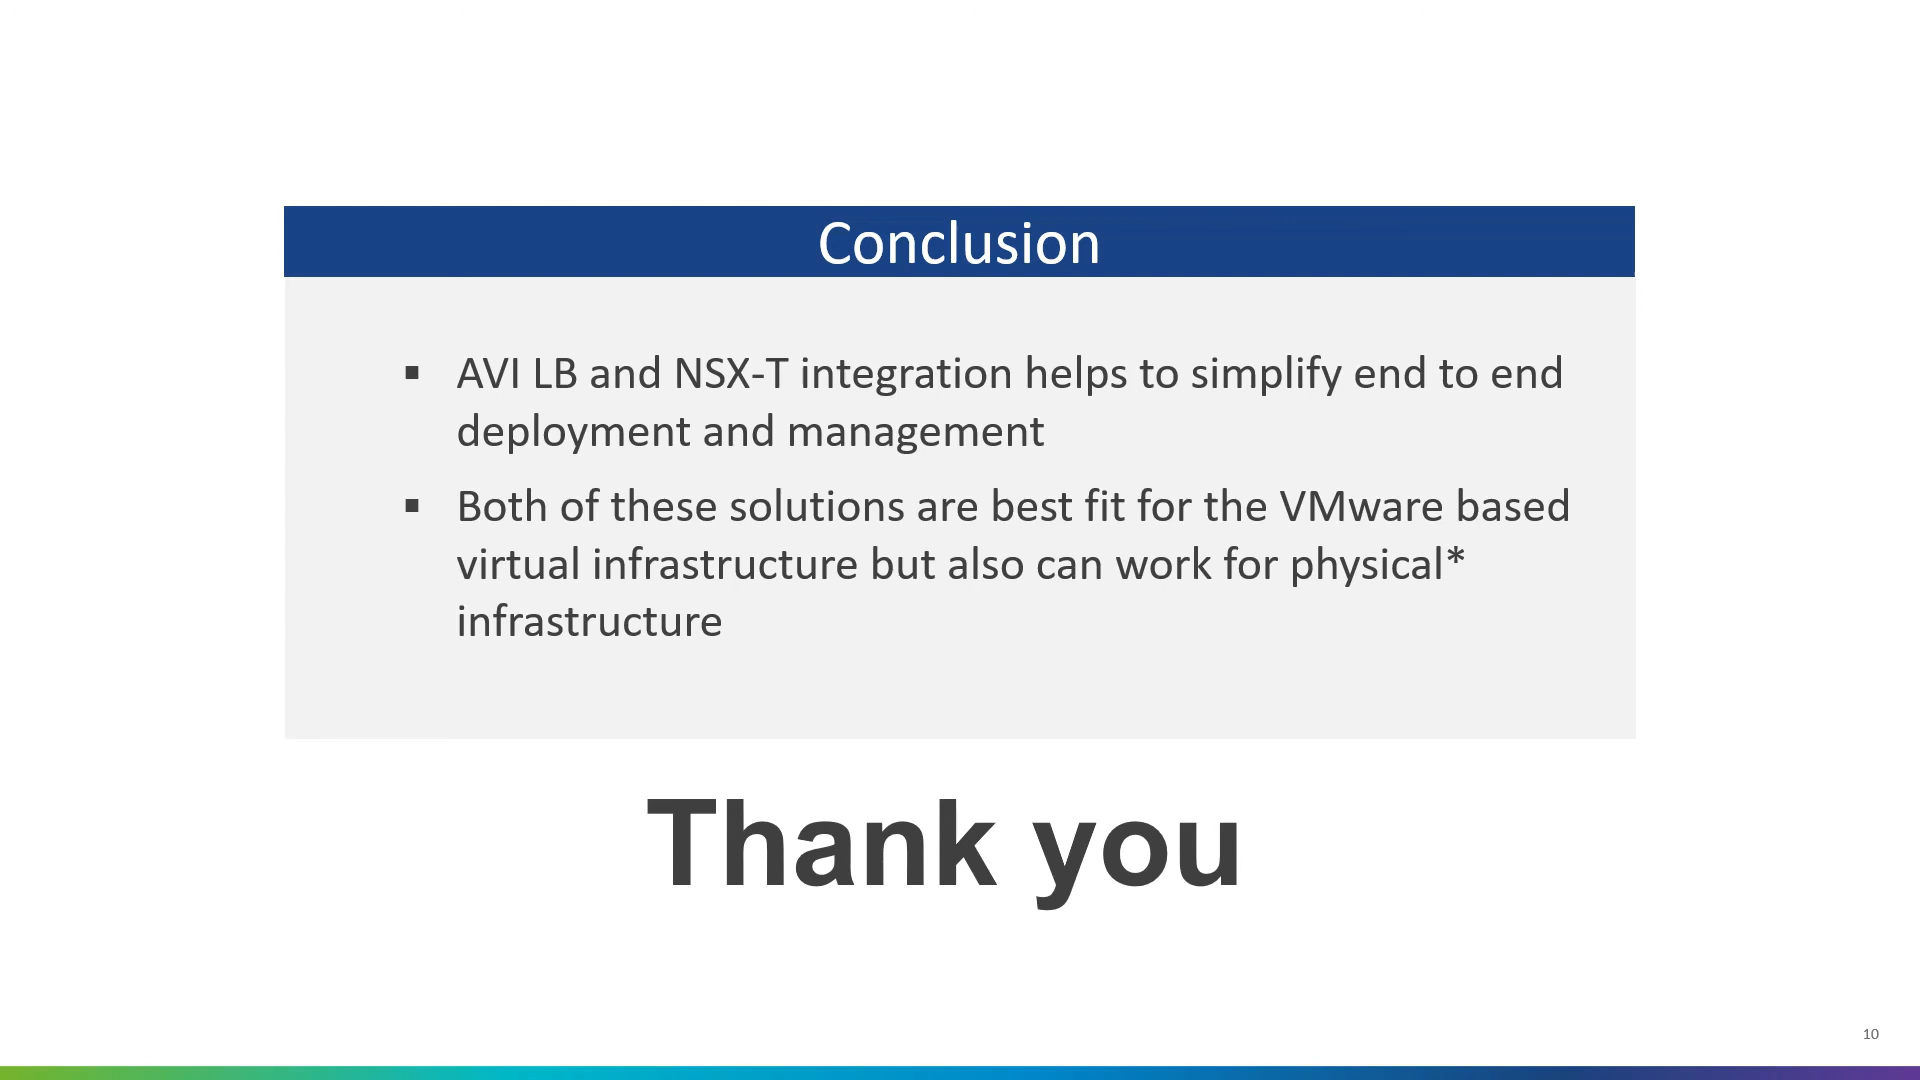 Conclusion
▪ AVI LB and NSX-T integration helps to simplify end to end
deployment and management
▪ Both of these solutions are best fit for the VMware based
virtual infrastructure but also can work for physical*
infrastructure
Thank you
10